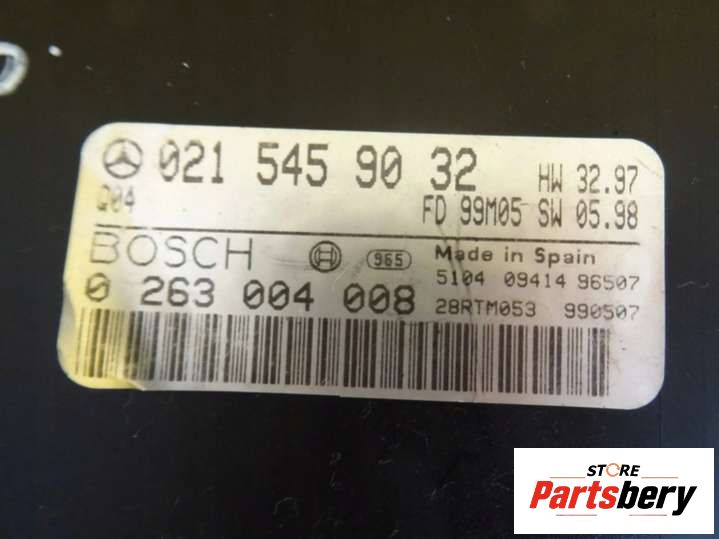 021 545 90 32 HW 32.97
Q04 FD 99M05 SW 05.98
BOSCH 965 Made in Spain
5104 09414 96507
0 263 004 008 28RTM053 990507
STORE
Partsbery